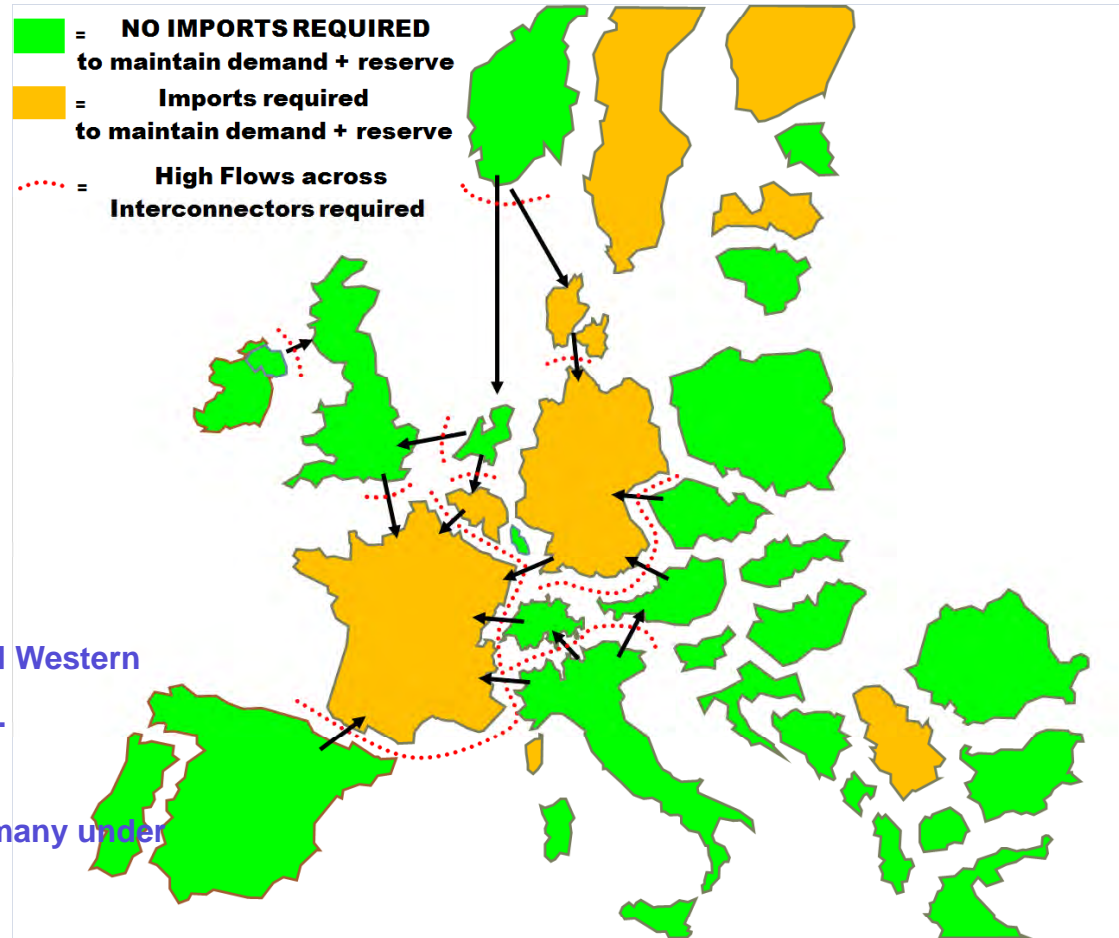 = NO IMPORTS REQUIRED
to maintain demand + reserve
= Imports required
to maintain demand + reserve
= High Flows across
Interconnectors required
Western
.
many under